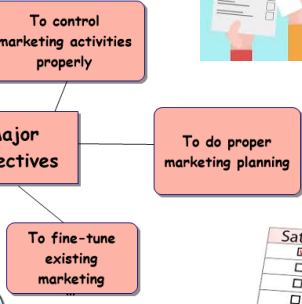 To control
marketing activities
properly
ajor
ectives
To do proper
marketing planning
To fine-tune
existing
marketing
...
Sat